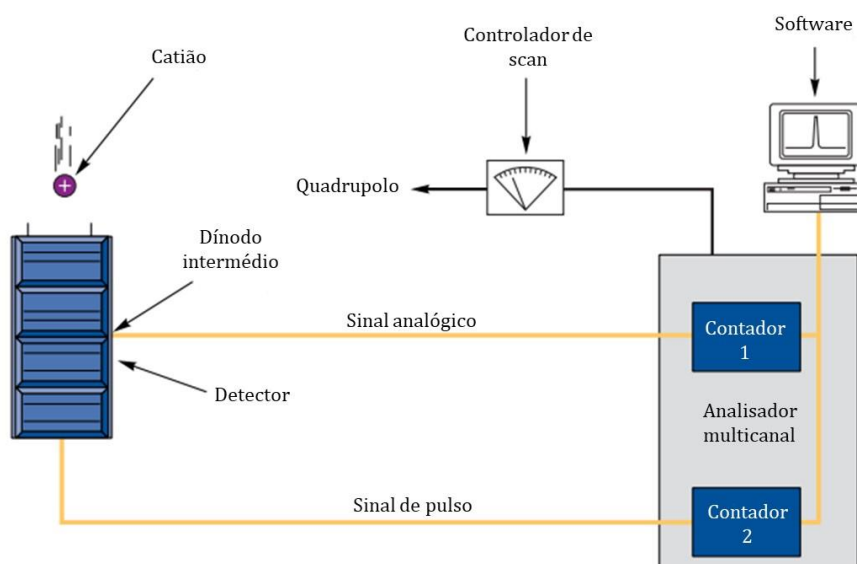 Software
Controlador de
scan
Catião
Quadrupolo
Dínodo
intermédio
Sinal analógico
Contador
1
Detector
Analisador
multicanal
Sinal de pulso
Contador
2